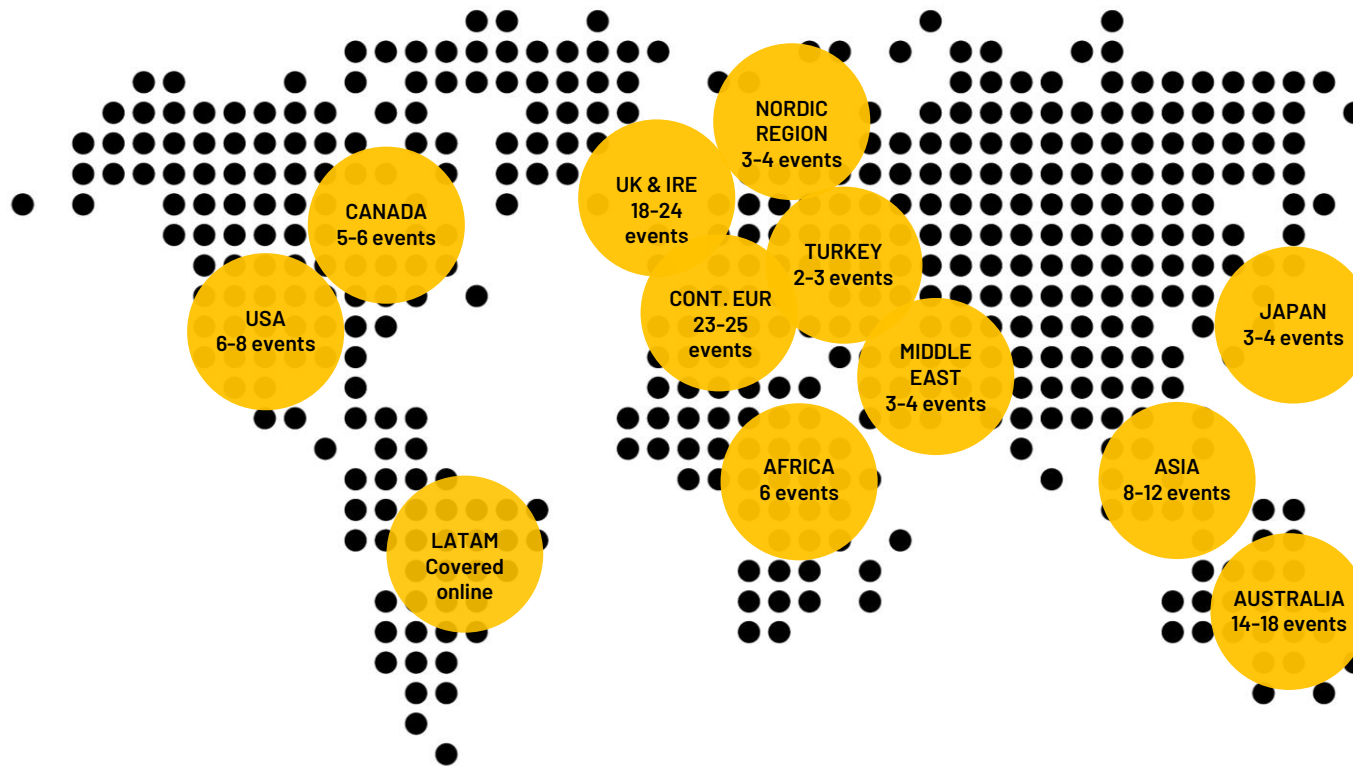 NORDIC
REGION
3-4 events
UK & IRE
18-24
events
CANADA
5-6 events
TURKEY
2-3 events
CONT. EUR
23-25
events
USA
6-8 events
JAPAN
3-4 events
MIDDLE
EAST
3-4 events
AFRICA
6 events
ASIA
8-12 events
LATAM
Covered
online
AUSTRALIA
14-18 events